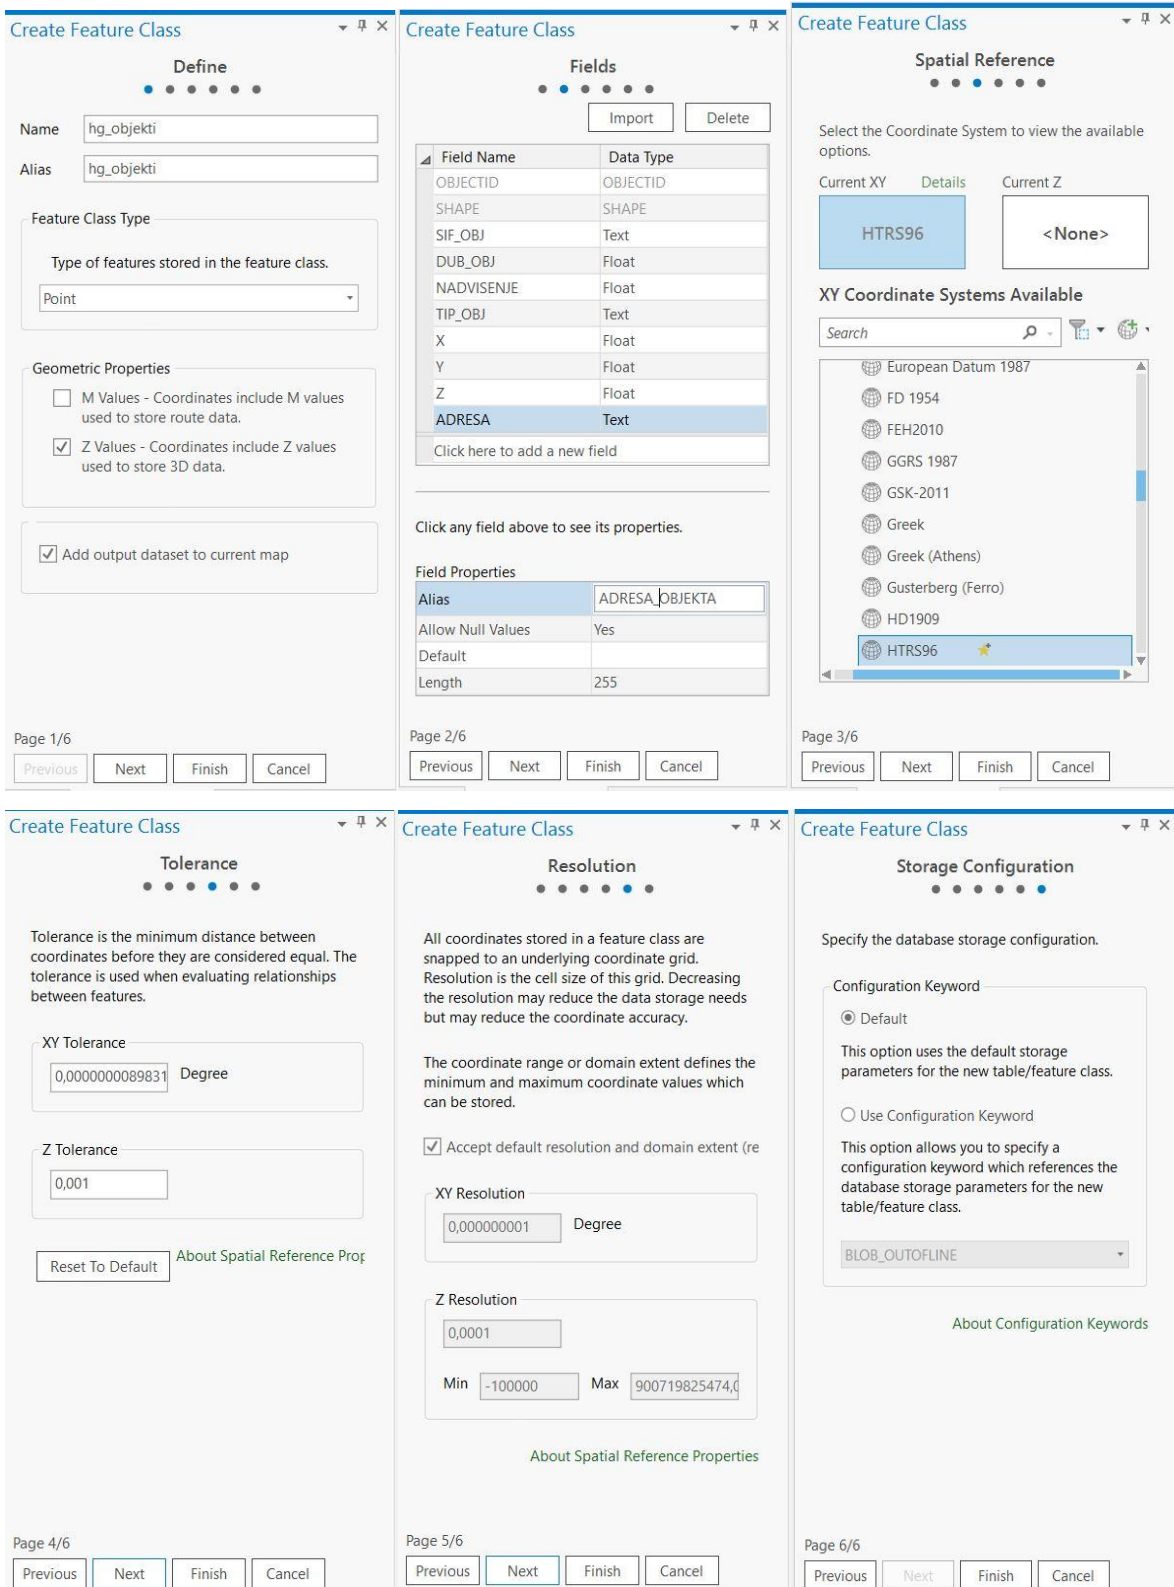 Create Feature Class
Define
Name hg_objekti
Alias hg_objekti
Feature Class Type
Type of features stored in the feature class.
Point
Geometric Properties
M Values - Coordinates include M values
used to store route data.
Z Values - Coordinates include Z values
used to store 3D data.
Add output dataset to current map
Page 1/6
Previous Next Finish Cancel
Create Feature Class
Fields
Import Delete
Field Name Data Type
OBJECTID OBJECTID
SHAPE SHAPE
SIF_OBJ Text
DUB_OBJ Float
NADVISENJE Float
TIP_OBJ Text
X Float
Y Float
Z Float
ADRESA Text
Click here to add a new field
Click any field above to see its properties.
Field Properties
Alias ADRESA_OBJEKTA
Allow Null Values Yes
Default
Length 255
Page 2/6
Previous Next Finish Cancel
Create Feature Class
Spatial Reference
Select the Coordinate System to view the available
options.
Current XY Details Current Z
HTRS96 <None>
XY Coordinate Systems Available
Search
European Datum 1987
FD 1954
FEH2010
GGRS 1987
GSK-2011
Greek
Greek (Athens)
Gusterberg (Ferro)
HD1909
HTRS96
Page 3/6
Previous Next Finish Cancel
Create Feature Class
Tolerance
Tolerance is the minimum distance between
coordinates before they are considered equal. The
tolerance is used when evaluating relationships
between features.
XY Tolerance
0,0000000089831 Degree
Z Tolerance
0,001
Reset To Default About Spatial Reference Prop
Page 4/6
Previous Next Finish Cancel
Create Feature Class
Resolution
All coordinates stored in a feature class are
snapped to an underlying coordinate grid.
Resolution is the cell size of this grid. Decreasing
the resolution may reduce the data storage needs
but may reduce the coordinate accuracy.
The coordinate range or domain extent defines the
minimum and maximum coordinate values which
can be stored.
Accept default resolution and domain extent (re
XY Resolution
0,000000001 Degree
Z Resolution
0,0001
Min -100000 Max 900719825474,0
About Spatial Reference Properties
Page 5/6
Previous Next Finish Cancel
Create Feature Class
Storage Configuration
Specify the database storage configuration.
Configuration Keyword
Default
This option uses the default storage
parameters for the new table/feature class.
Use Configuration Keyword
This option allows you to specify a
configuration keyword which references the
database storage parameters for the new
table/feature class.
BLOB_OUTOFLINE
About Configuration Keywords
Page 6/6
Previous Next Finish Cancel